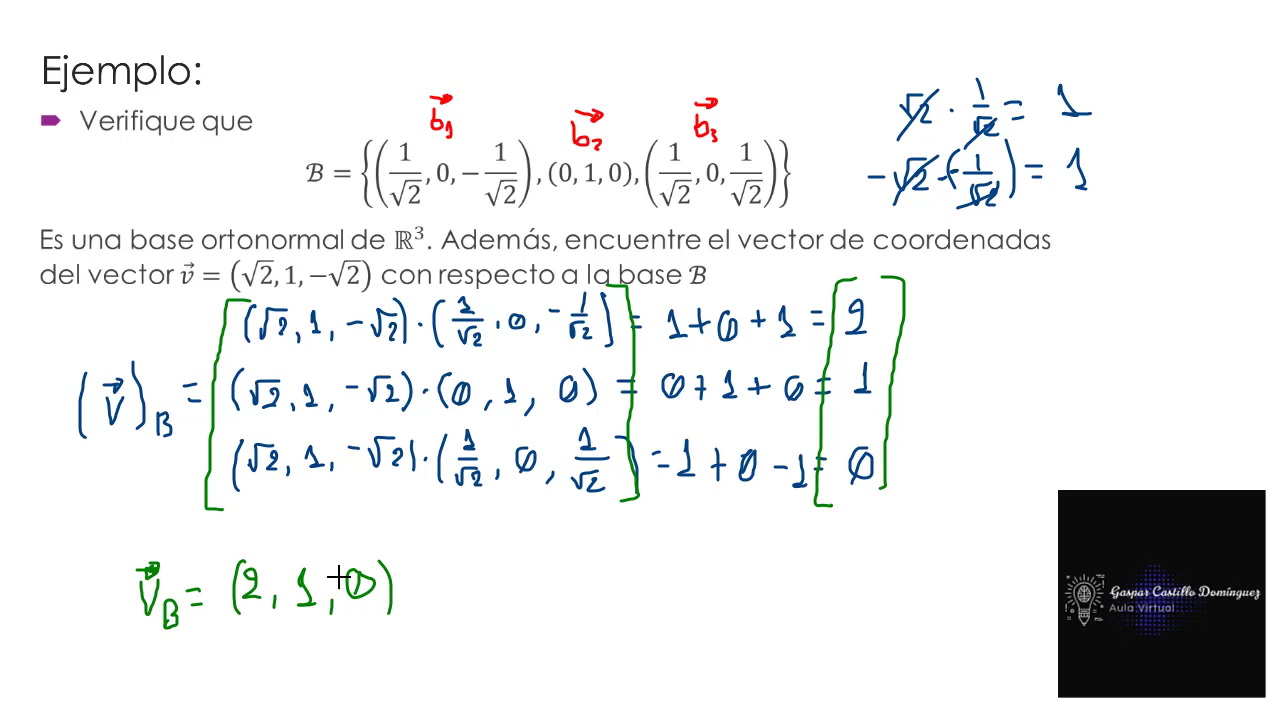 Ejemplo:
Verifique que
b₁ b₂ b₃
ℬ = {(1/√2, 0, −1/√2), (0, 1, 0), (1/√2, 0, 1/√2)}
√2 · 1/√2 = 1
−√2 · (−1/√2) = 1
Es una base ortonormal de ℝ³. Además, encuentre el vector de coordenadas
del vector v⃗ = (√2, 1, −√2) con respecto a la base ℬ
(√2, 1, −√2) · (1/√2, 0, −1/√2) = 1 + 0 + 1 = 2
(v⃗)B = (√2, 1, −√2) · (0, 1, 0) = 0 + 1 + 0 = 1
(√2, 1, −√2) · (1/√2, 0, 1/√2) = 1 + 0 − 1 = 0
v⃗B = (2, 1, 0)
Gaspar Castillo Domínguez
Aula Virtual